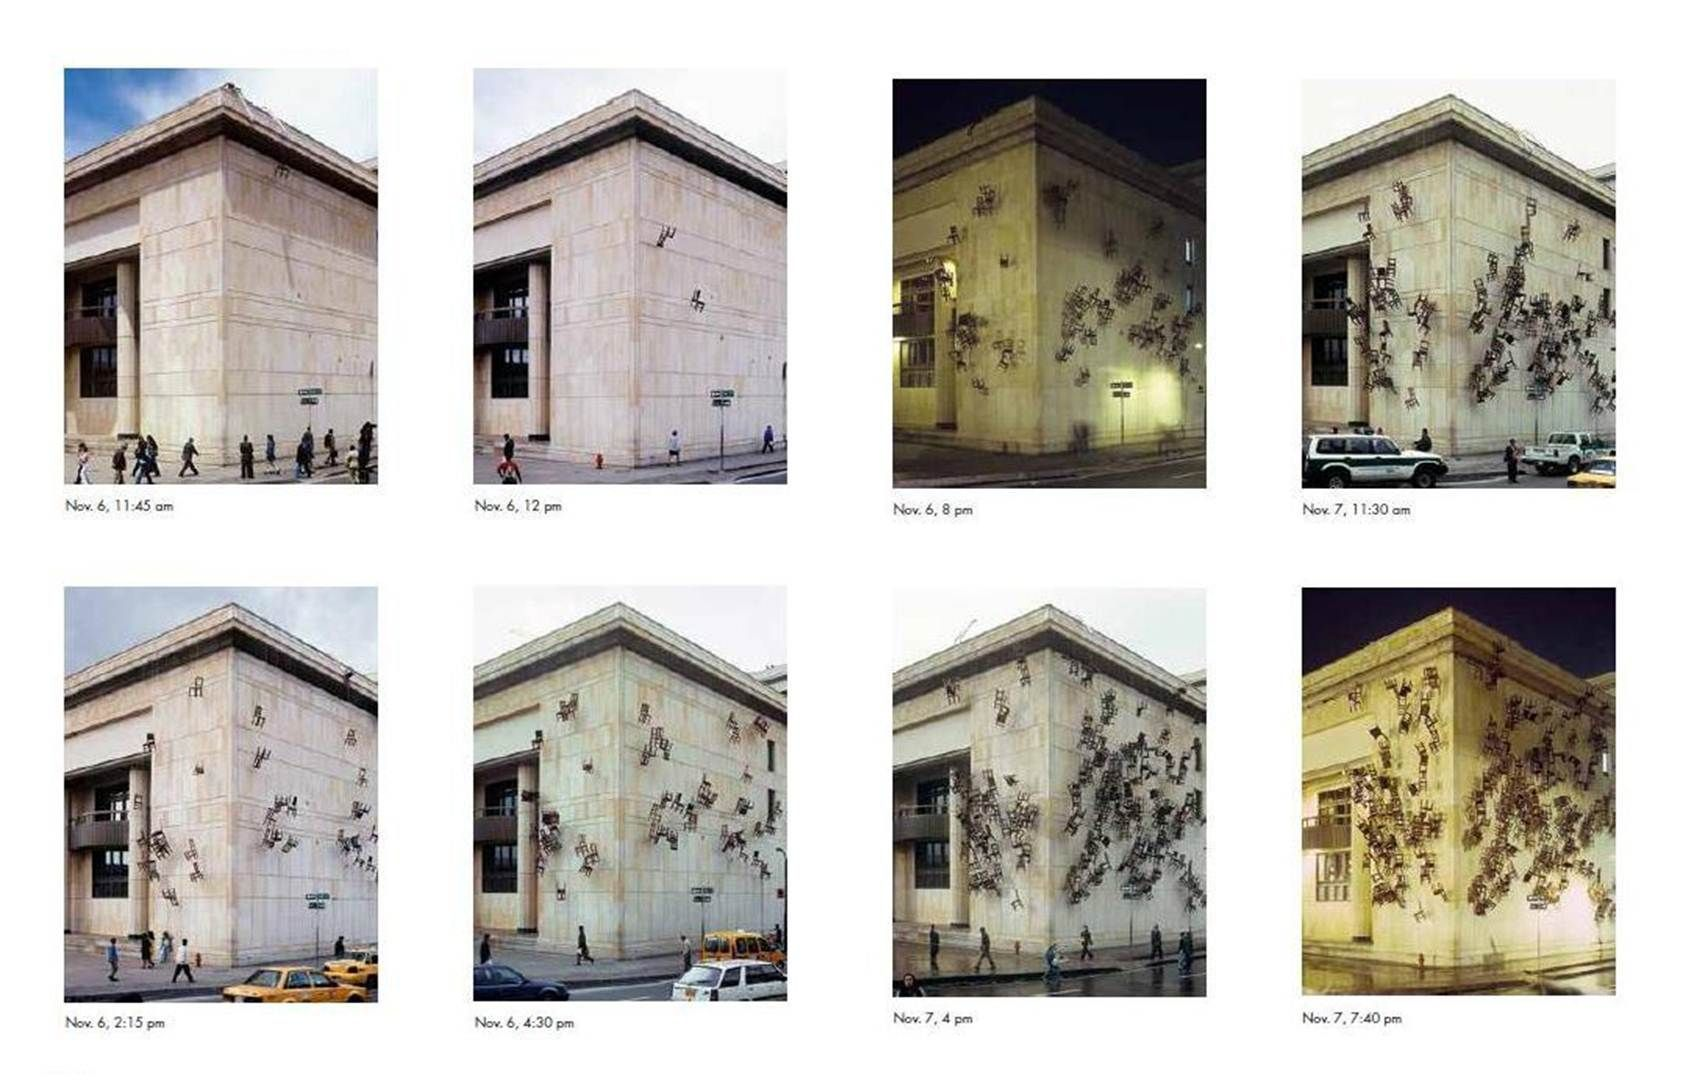 Nov. 6, 11:45 am
Nov. 6, 12 pm
Nov. 6, 8 pm
Nov. 7, 11:30 am
Nov. 6, 2:15 pm
Nov. 6, 4:30 pm
Nov. 7, 4 pm
Nov. 7, 7:40 pm